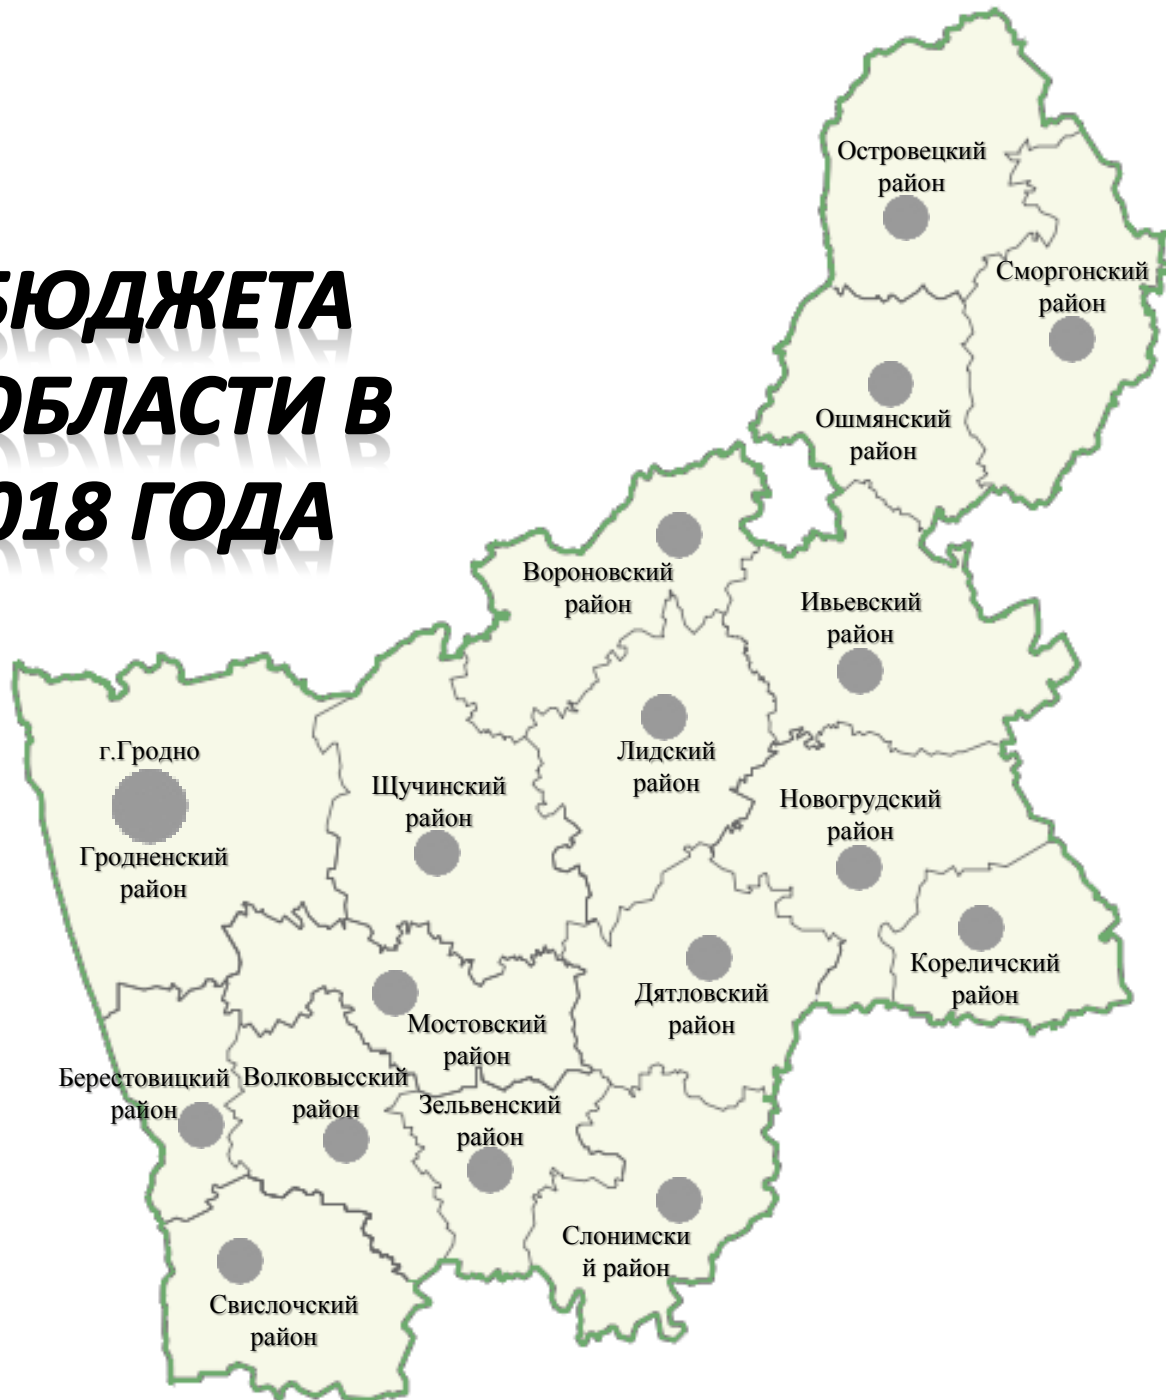 БЮДЖЕТА
ОБЛАСТИ В
018 ГОДА
Островецкий
район
Сморгонский
район
Ошмянский
район
Вороновский
район
Ивьевский
район
Лидский
район
г.Гродно
Гродненский
район
Щучинский
район
Новогрудский
район
Кореличский
район
Дятловский
район
Мостовский
район
Берестовицкий
район
Волковысский
район
Зельвенский
район
Слонимски
й район
Свислочский
район